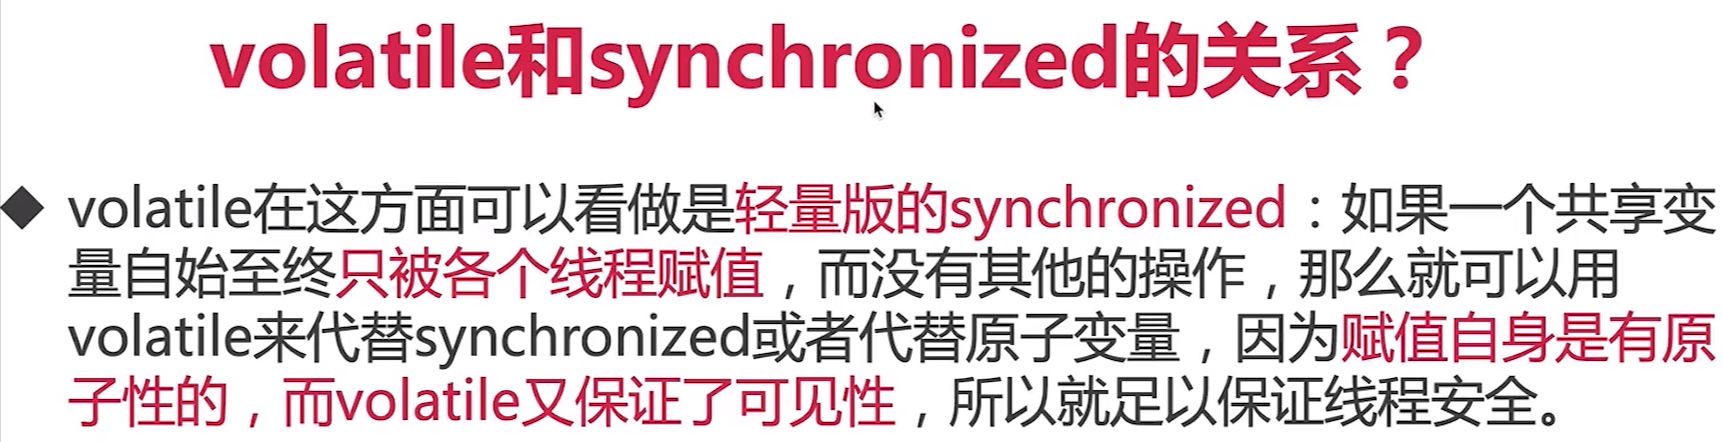 volatile和synchronized的关系？
◆ volatile在这方面可以看做是轻量版的synchronized：如果一个共享变
量自始至终只被各个线程赋值，而没有其他的操作，那么就可以用
volatile来代替synchronized或者代替原子变量，因为赋值自身是有原
子性的，而volatile又保证了可见性，所以就足以保证线程安全。